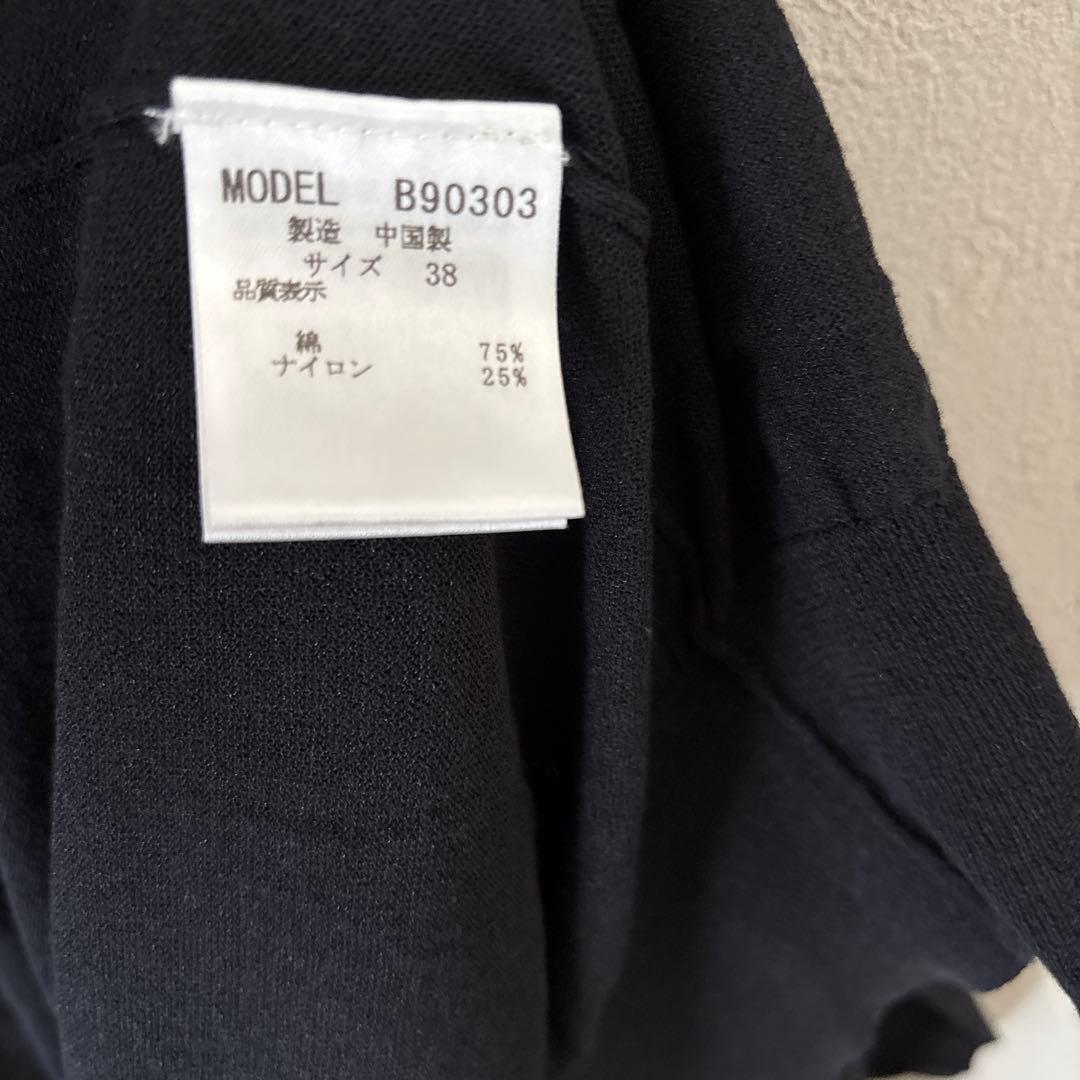 MODEL B90303
製造 中国製
サイズ 38
品質表示
綿 75%
ナイロン 25%